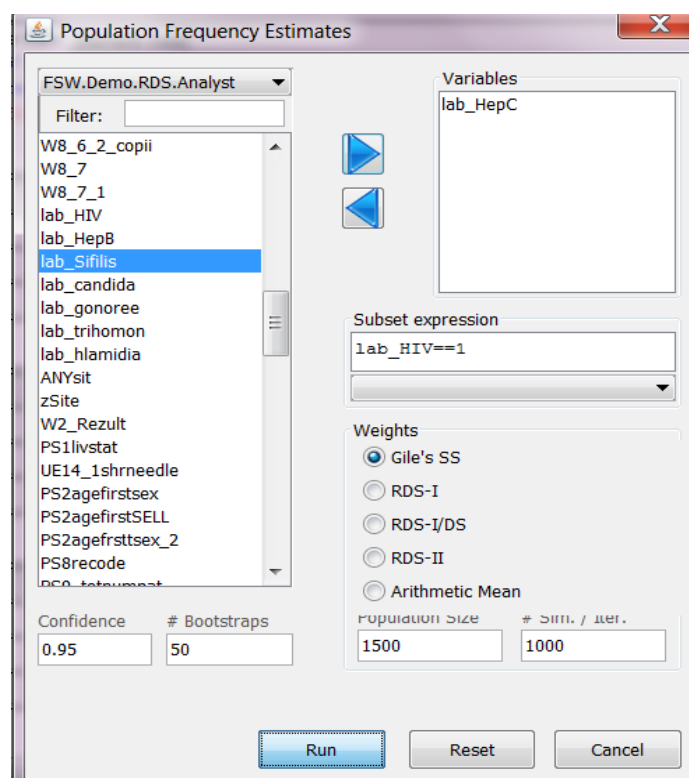 Population Frequency Estimates
FSW.Demo.RDS.Analyst
Filter:
W8_6_2_copii
W8_7
W8_7_1
lab_HIV
lab_HepB
lab_Sifilis
lab_candida
lab_gonoree
lab_trihomon
lab_hlamidia
ANYsit
zSite
W2_Rezult
PS1livstat
UE14_1shrneedle
PS2agefirstsex
PS2agefirstSELL
PS2agefrsttsex_2
PS8recode
PS9_totnumpat
Confidence
0.95
# Bootstraps
50
Variables
lab_HepC
Subset expression
lab_HIV==1
Weights
Gile's SS
RDS-I
RDS-I/DS
RDS-II
Arithmetic Mean
Population Size
1500
# Sim. / Iter.
1000
Run
Reset
Cancel